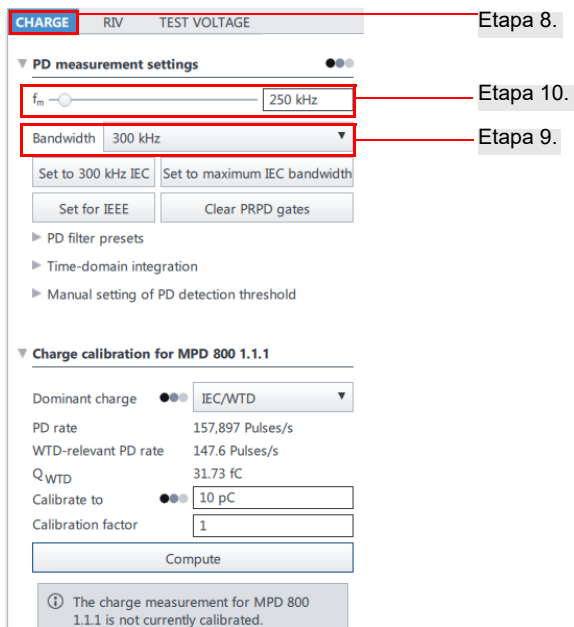 CHARGE RIV TEST VOLTAGE Etapa 8.
PD measurement settings
fm 250 kHz Etapa 10.
Bandwidth 300 kHz Etapa 9.
Set to 300 kHz IEC Set to maximum IEC bandwidth
Set for IEEE Clear PRPD gates
PD filter presets
Time-domain integration
Manual setting of PD detection threshold
Charge calibration for MPD 800 1.1.1
Dominant charge IEC/WTD
PD rate 157,897 Pulses/s
WTD-relevant PD rate 147.6 Pulses/s
QWTD 31.73 fC
Calibrate to 10 pC
Calibration factor 1
Compute
The charge measurement for MPD 800
1.1.1 is not currently calibrated.